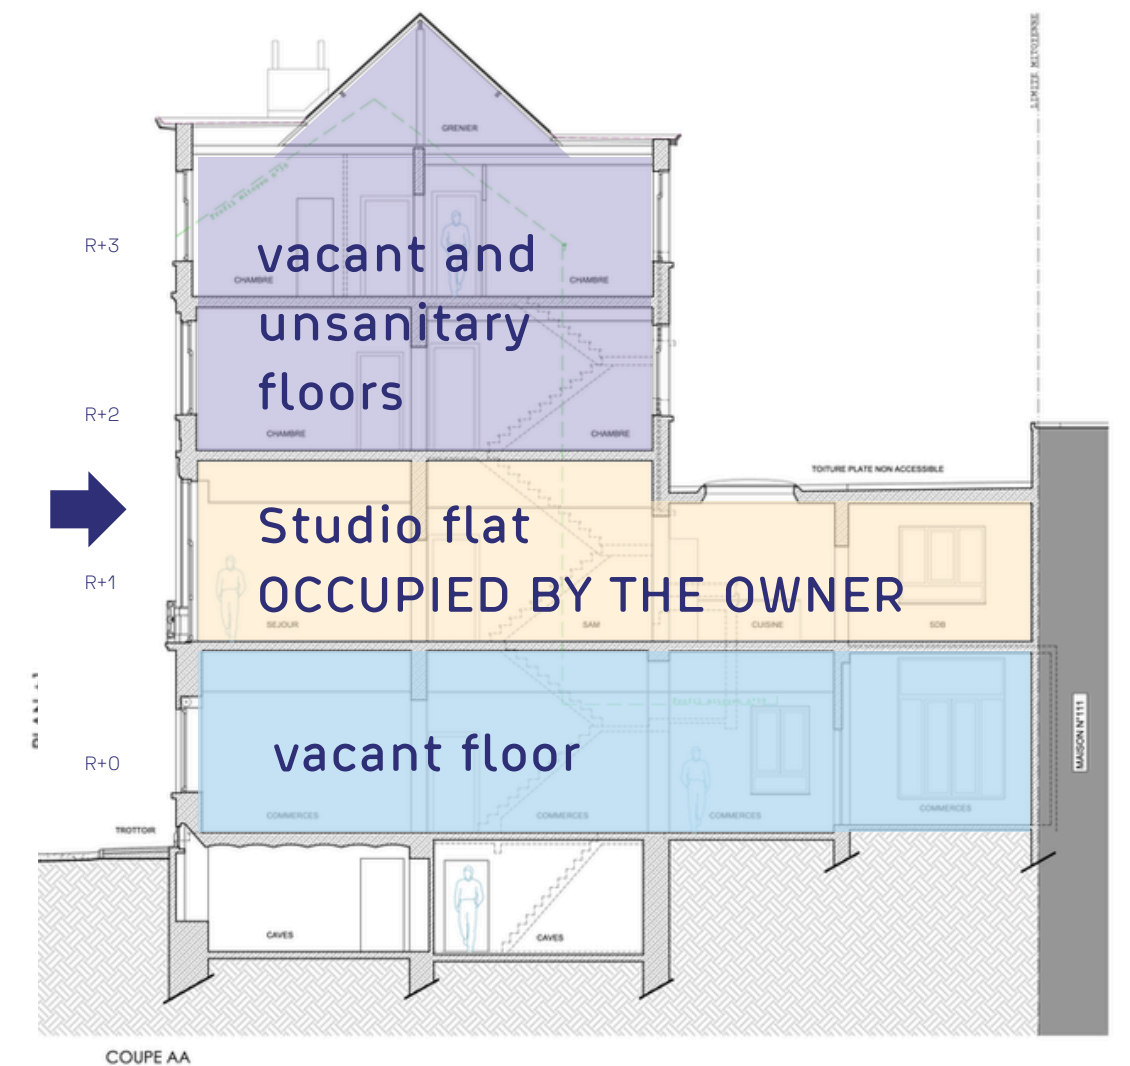 LIMITE MITOYENNE
GRENIER
R+3
vacant and
CHAMBRE
CHAMBRE
unsanitary
floors
R+2
CHAMBRE
CHAMBRE
TOITURE PLATE NON ACCESSIBLE
Studio flat
R+1
OCCUPIED BY THE OWNER
SEJOUR
SAM
CUISINE
SDB
MAISON N°111
vacant floor
R+0
COMMERCES
COMMERCES
COMMERCES
COMMERCES
TROTTOIR
CAVES
CAVES
COUPE AA